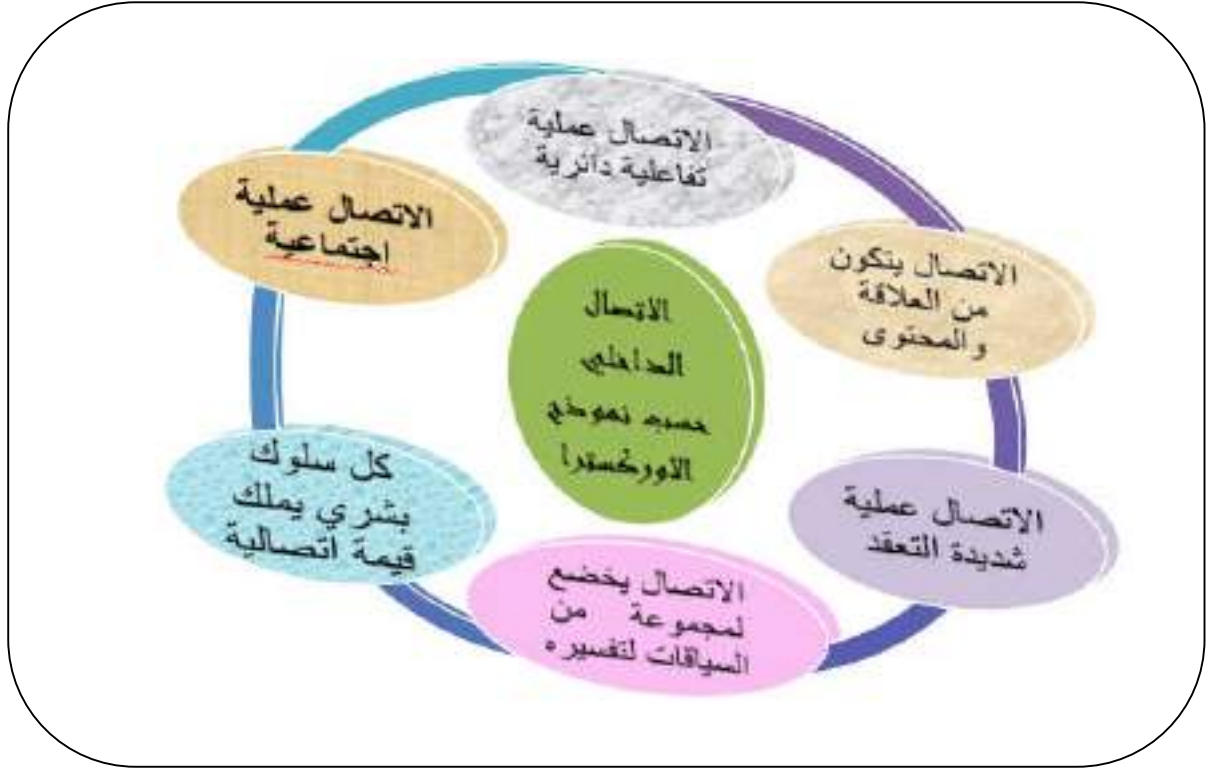 الاتصال عملية
تفاعلية دائرية
الاتصال يتكون
من العلاقة
والمحتوى
الاتصال عملية
شديدة التعقد
الاتصال يخضع
لمجموعة من
السياقات لتفسيره
كل سلوك
بشري يملك
قيمة اتصالية
الاتصال عملية
اجتماعية
الاتصال
الداخلي
حسب نموذج
الاوركسترا